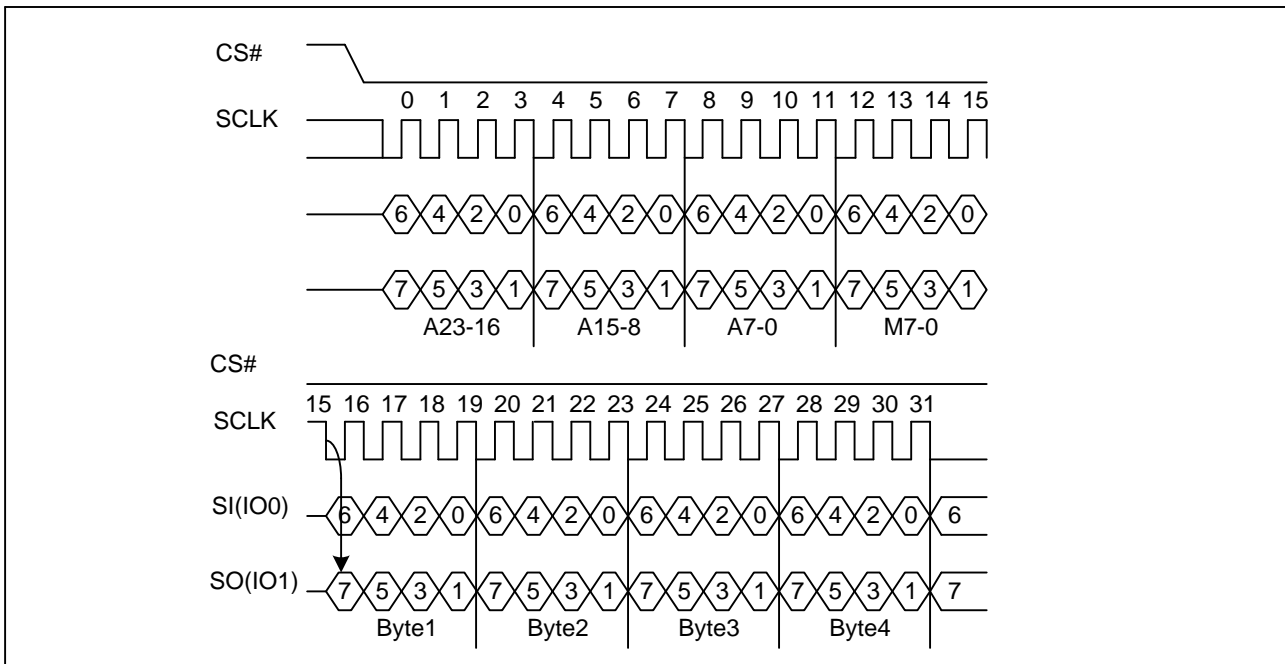 CS#
0 1 2 3 4 5 6 7 8 9 10 11 12 13 14 15
SCLK
6 4 2 0 6 4 2 0 6 4 2 0 6 4 2 0
7 5 3 1 7 5 3 1 7 5 3 1 7 5 3 1
A23-16 A15-8 A7-0 M7-0
CS#
15 16 17 18 19 20 21 22 23 24 25 26 27 28 29 30 31
SCLK
SI(IO0) 6 4 2 0 6 4 2 0 6 4 2 0 6 4 2 0 6
SO(IO1) 7 5 3 1 7 5 3 1 7 5 3 1 7 5 3 1 7
Byte1 Byte2 Byte3 Byte4